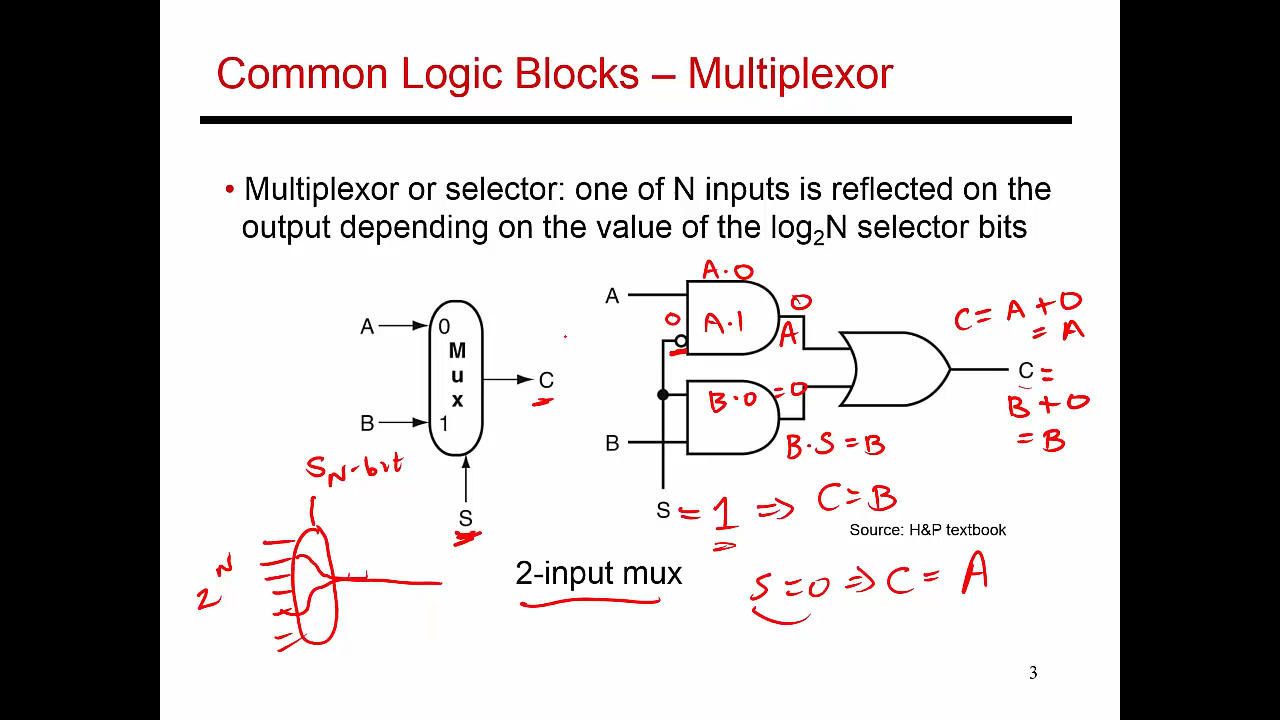 Common Logic Blocks – Multiplexor
• Multiplexor or selector: one of N inputs is reflected on the
output depending on the value of the log₂N selector bits
A
0
M
u
x
C
B
1
S
S N-bit
2^N
A
A·0
0
A·1
0
A
B·0 = 0
B
B·S = B
C = A + 0
= A
C =
B + 0
= B
S = 1 => C = B
Source: H&P textbook
2-input mux
S = 0 => C = A
3